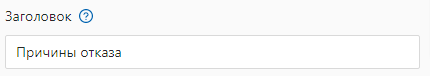 Заголовок
Причины отказа